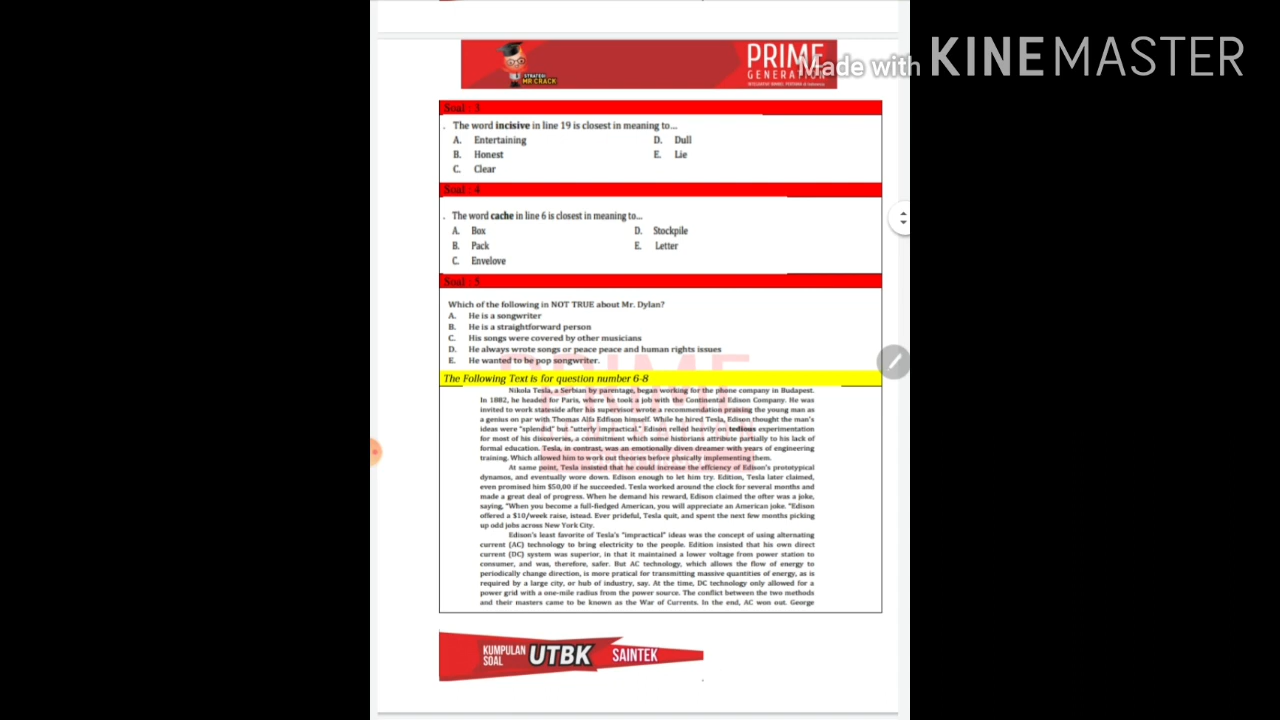 Made with KINEMASTER
STRATEGI
MR CRACK
PRIME
GENERATION
Soal : 3
. The word incisive in line 19 is closest in meaning to...
A. Entertaining D. Dull
B. Honest E. Lie
C. Clear
Soal : 4
. The word cache in line 6 is closest in meaning to...
A. Box D. Stockpile
B. Pack E. Letter
C. Envelove
Soal : 5
Which of the following in NOT TRUE about Mr. Dylan?
A. He is a songwriter
B. He is a straightforward person
C. His songs were covered by other musicians
D. He always wrote songs or peace peace and human rights issues
E. He wanted to be pop songwriter.
The Following Text is for question number 6-8
Nikola Tesla, a Serbian by parentage, began working for the phone company in Budapest.
In 1882, he headed for Paris, where he took a job with the Continental Edison Company. He was
invited to work stateside after his supervisor wrote a recommendation praising the young man as
a genius on par with Thomas Alfa Edfison himself. While he hired Tesla, Edison thought the man's
ideas were "splendid" but "utterly impractical." Edison relied heavily on tedious experimentation
for most of his discoveries, a commitment which some historians attribute partially to his lack of
formal education. Tesla, in contrast, was an emotionally diven dreamer with years of engineering
training. Which allowed him to work out theories before phsically implementing them.
At same point, Tesla insisted that he could increase the effciency of Edison's prototypical
dynamos, and eventually wore down. Edison enough to let him try. Edition, Tesla later claimed,
even promised him $50,00 if he succeeded. Tesla worked around the clock for several months and
made a great deal of progress. When he demand his reward, Edison claimed the ofter was a joke,
saying, "When you become a full-fiedged American, you will appreciate an American joke. "Edison
offered a $10/week raise, istead. Ever prideful, Tesla quit, and spent the next few months picking
up odd jobs across New York City.
Edison's least favorite of Tesla's "impractical" ideas was the concept of using alternating
current (AC) technology to bring electricity to the people. Edition insisted that his own direct
current (DC) system was superior, in that it maintained a lower voltage from power station to
consumer, and was, therefore, safer. But AC technology, which allows the flow of energy to
periodically change direction, is more pratical for transmitting massive quantities of energy, as is
required by a large city, or hub of industry, say. At the time, DC technology only allowed for a
power grid with a one-mile radius from the power source. The conflict between the two methods
and their masters came to be known as the War of Currents. In the end, AC won out. George
KUMPULAN
SOAL UTBK SAINTEK